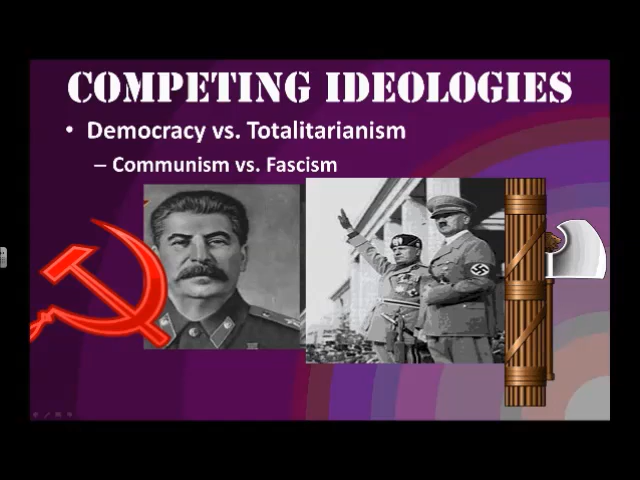 COMPETING IDEOLOGIES
• Democracy vs. Totalitarianism
– Communism vs. Fascism